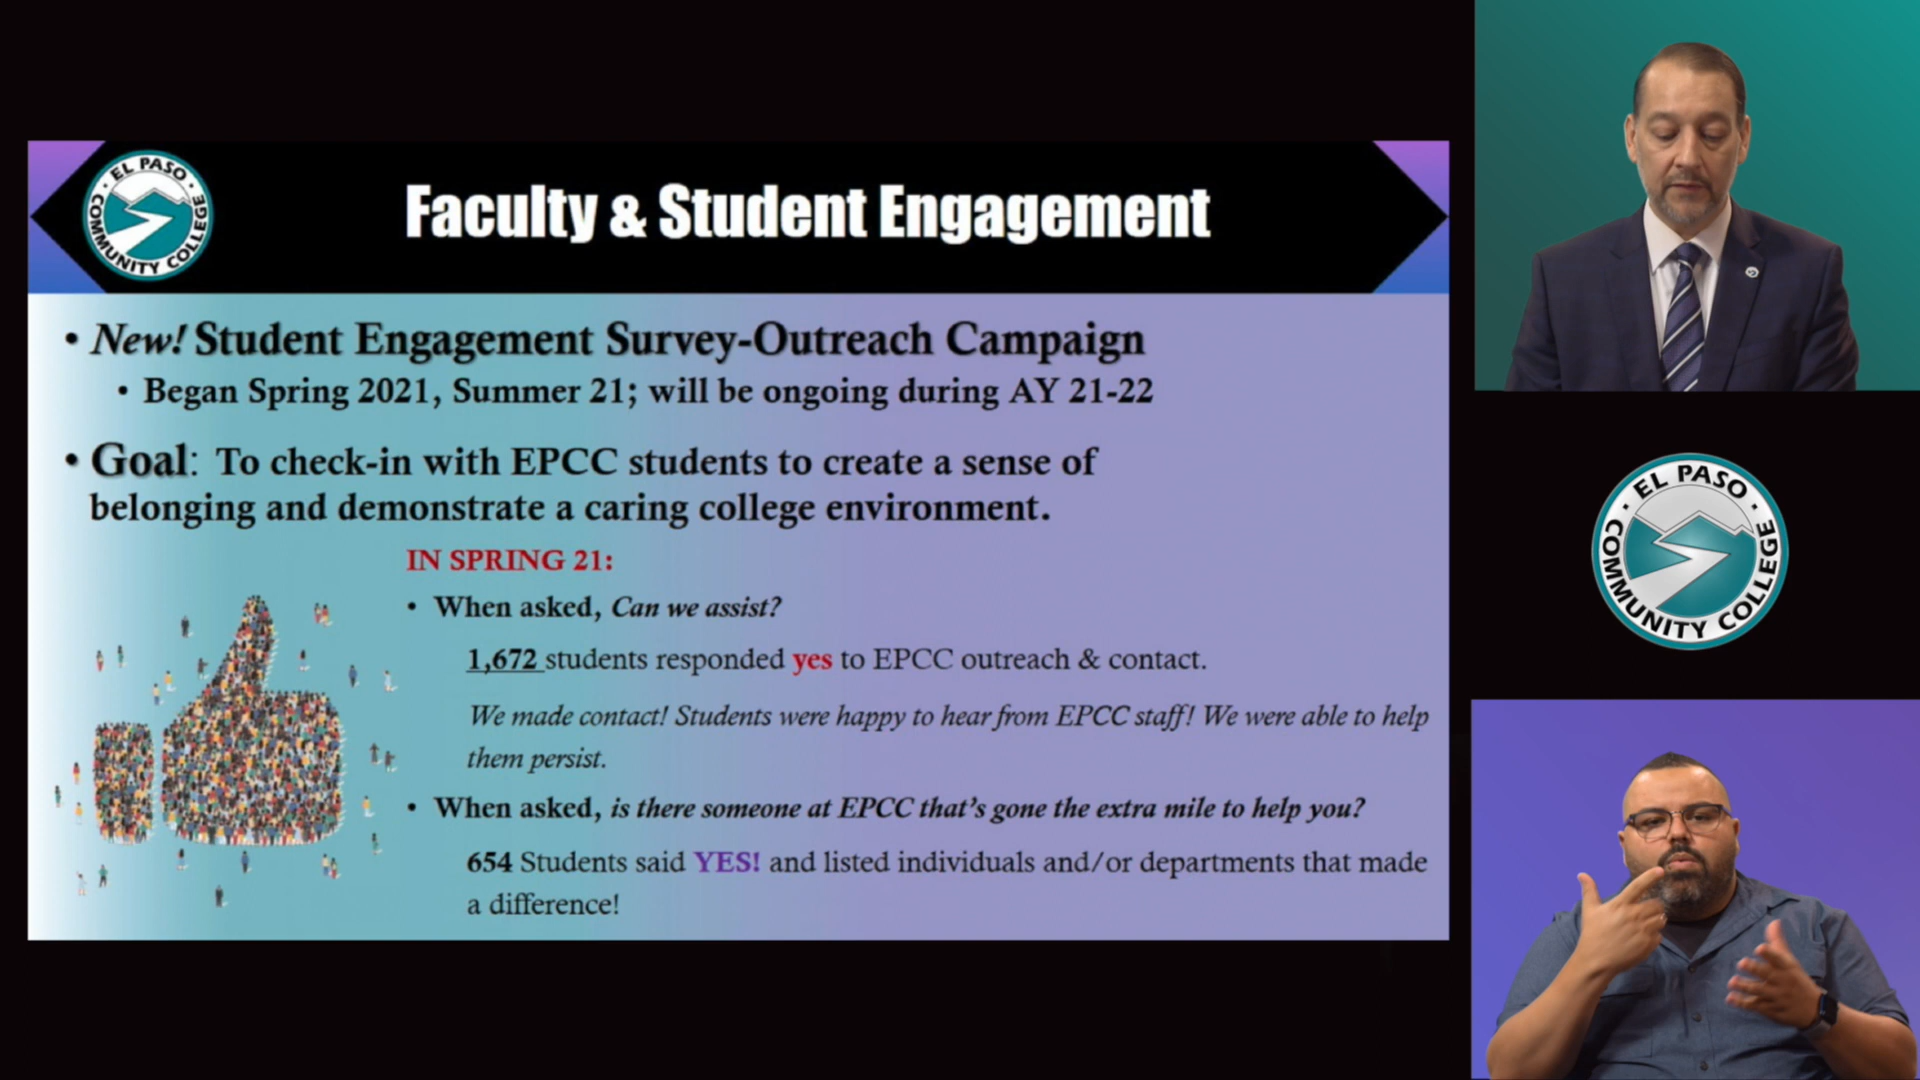 EL PASO
COMMUNITY COLLEGE
Faculty & Student Engagement
• New! Student Engagement Survey-Outreach Campaign
• Began Spring 2021, Summer 21; will be ongoing during AY 21-22
• Goal: To check-in with EPCC students to create a sense of
belonging and demonstrate a caring college environment.
IN SPRING 21:
• When asked, Can we assist?
1,672 students responded yes to EPCC outreach & contact.
We made contact! Students were happy to hear from EPCC staff! We were able to help
them persist.
• When asked, is there someone at EPCC that's gone the extra mile to help you?
654 Students said YES! and listed individuals and/or departments that made
a difference!
EL PASO
COMMUNITY COLLEGE